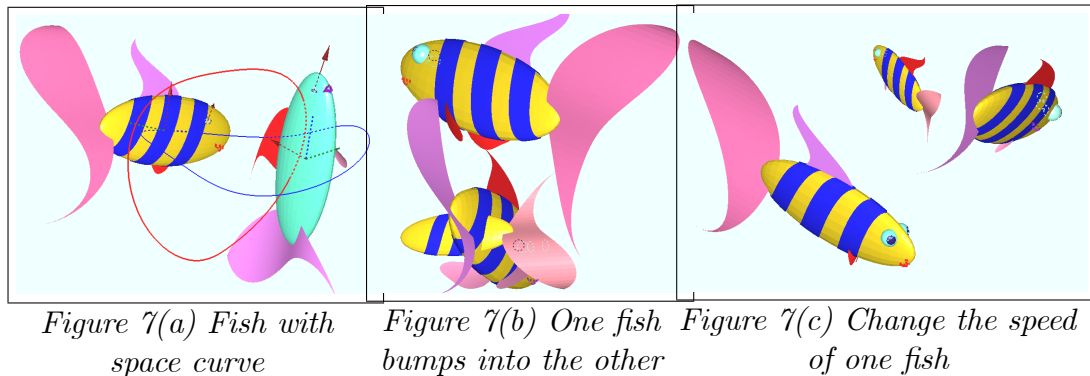 Figure 7(a) Fish with
space curve
Figure 7(b) One fish
bumps into the other
Figure 7(c) Change the speed
of one fish